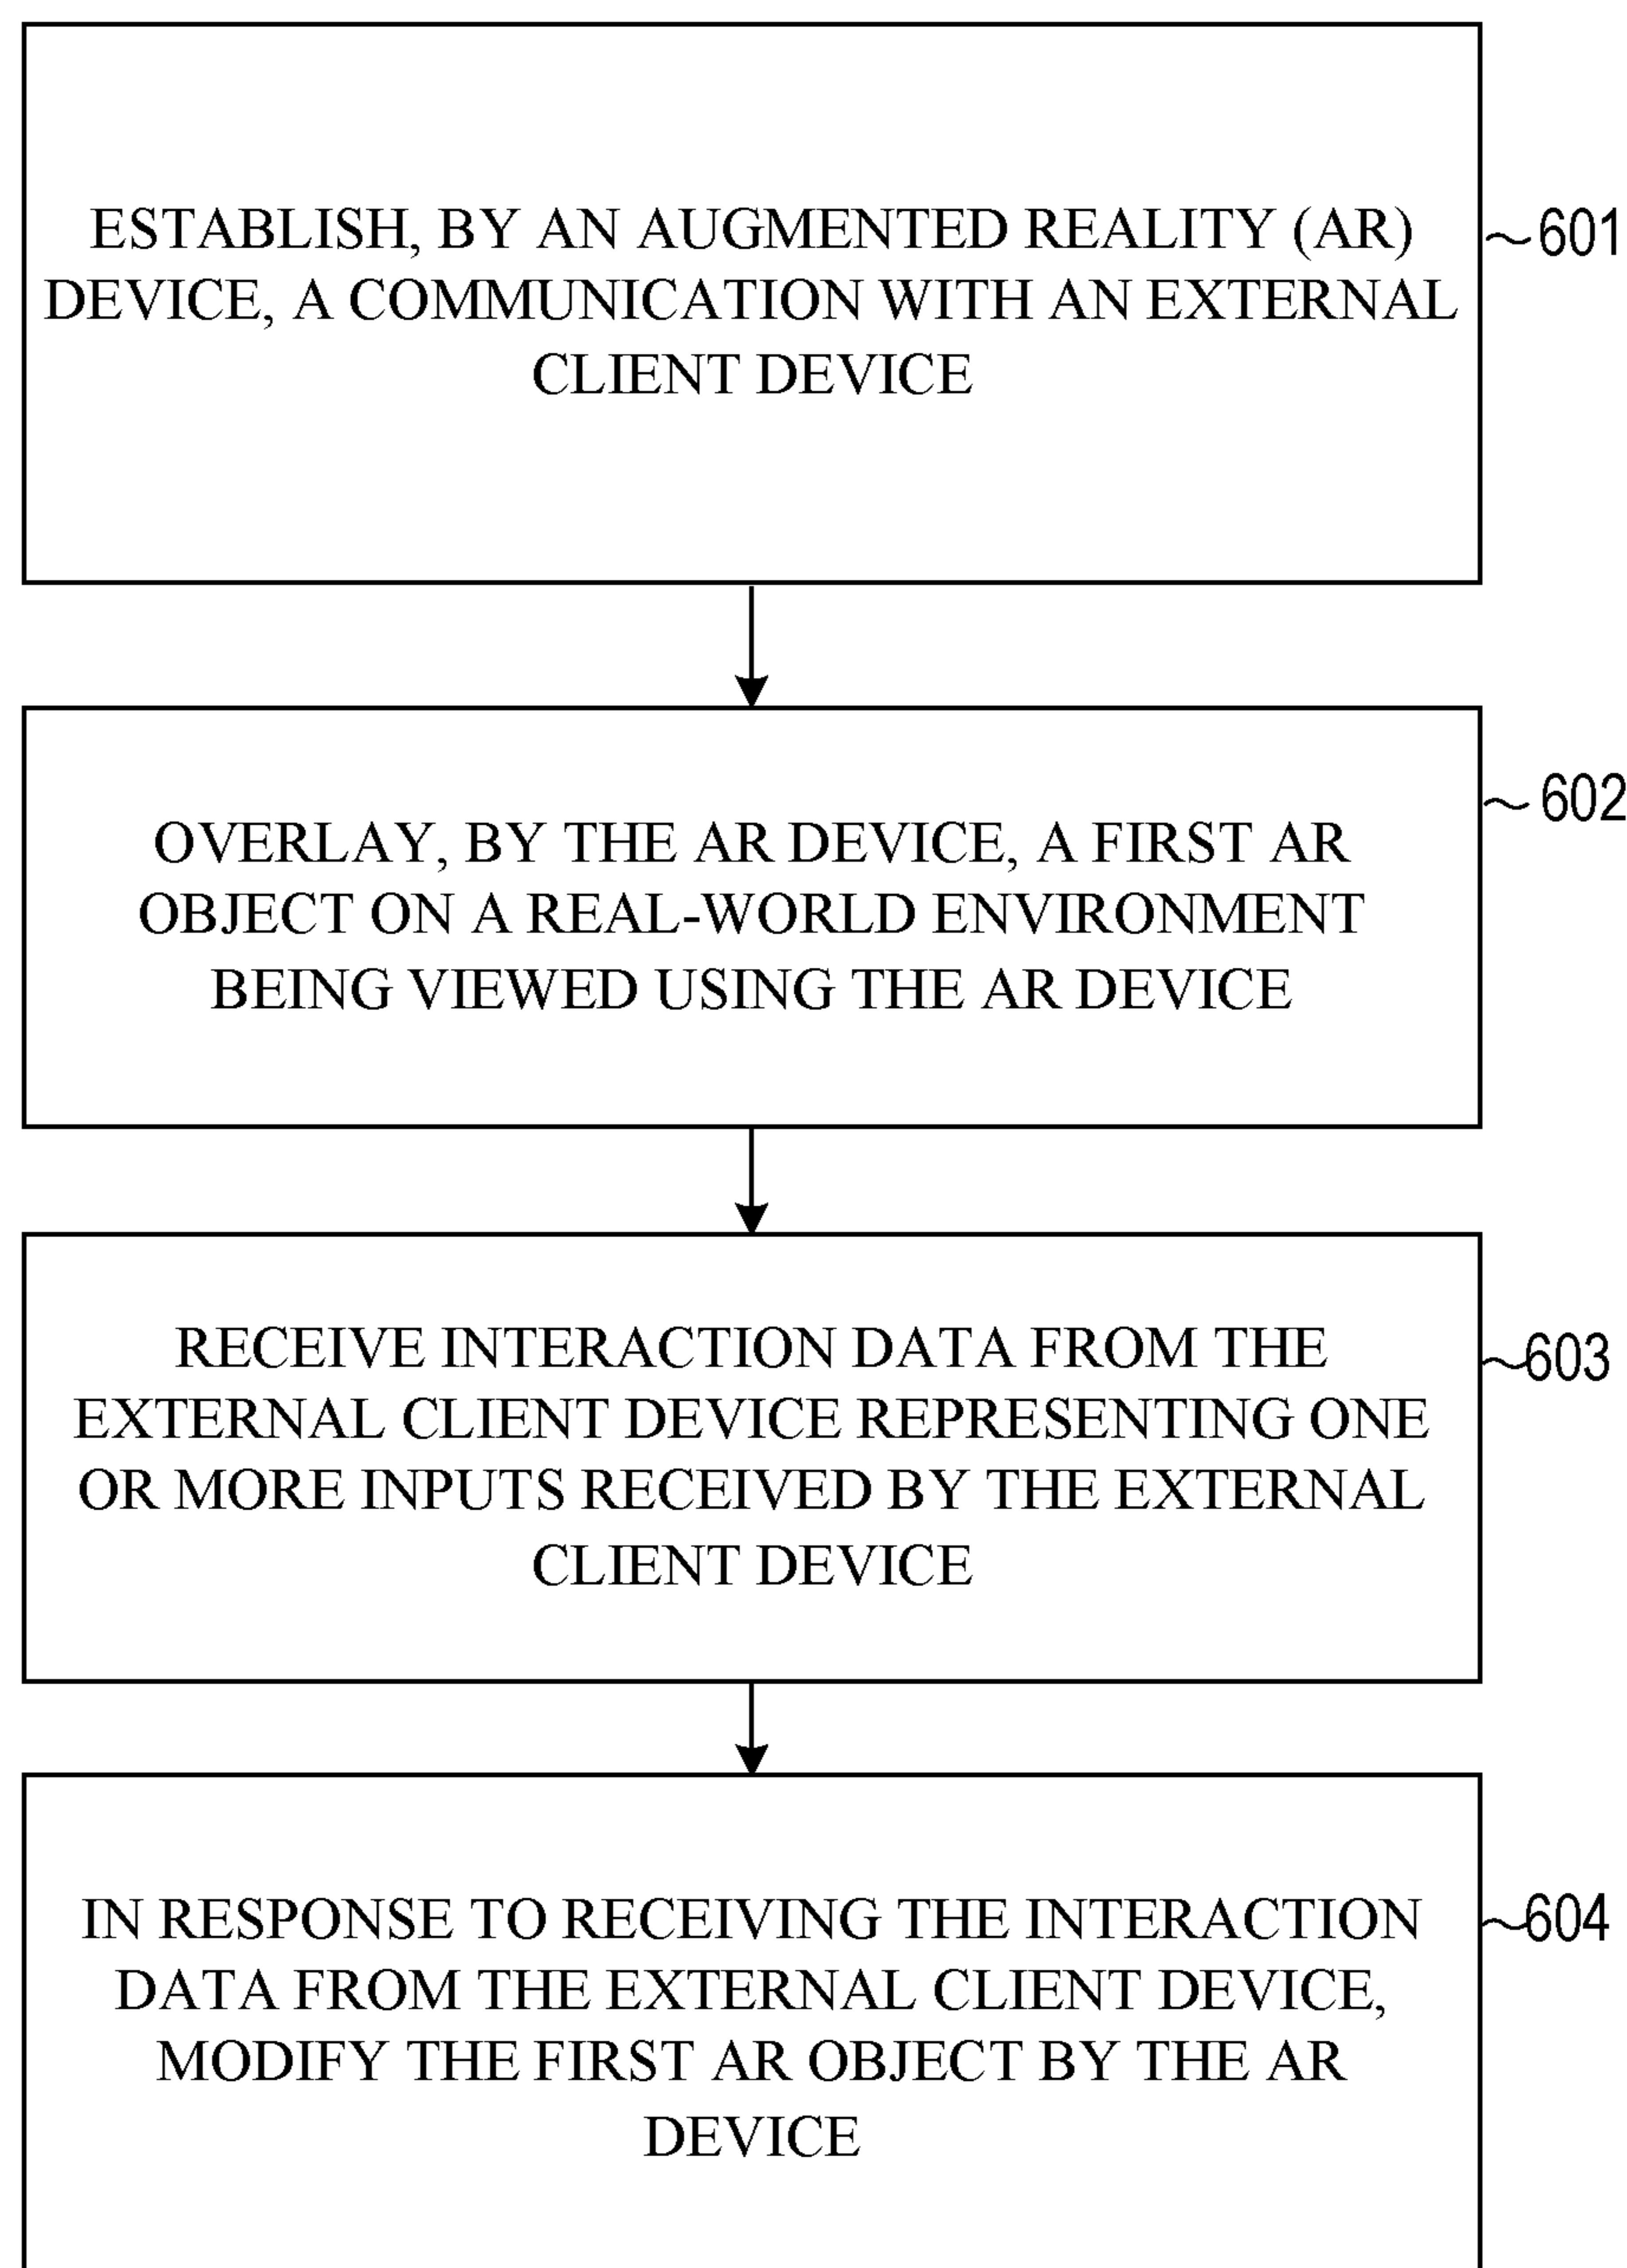 ESTABLISH, BY AN AUGMENTED REALITY (AR)
DEVICE, A COMMUNICATION WITH AN EXTERNAL
CLIENT DEVICE
601
OVERLAY, BY THE AR DEVICE, A FIRST AR
OBJECT ON A REAL-WORLD ENVIRONMENT
BEING VIEWED USING THE AR DEVICE
602
RECEIVE INTERACTION DATA FROM THE
EXTERNAL CLIENT DEVICE REPRESENTING ONE
OR MORE INPUTS RECEIVED BY THE EXTERNAL
CLIENT DEVICE
603
IN RESPONSE TO RECEIVING THE INTERACTION
DATA FROM THE EXTERNAL CLIENT DEVICE,
MODIFY THE FIRST AR OBJECT BY THE AR
DEVICE
604